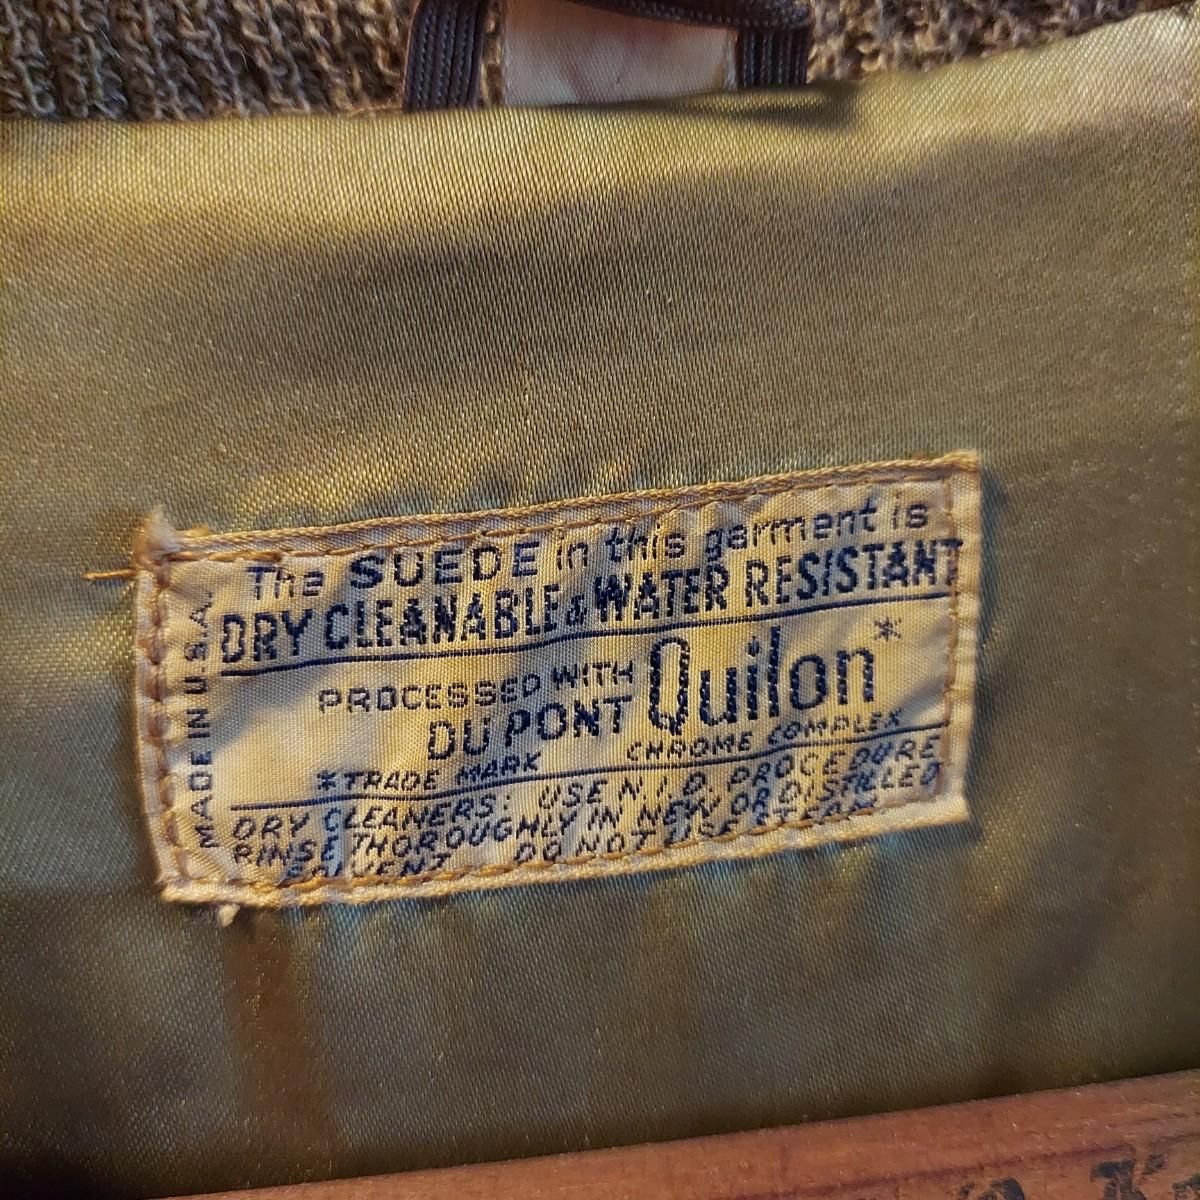 The SUEDE in this garment is
DRY CLEANABLE & WATER RESISTANT
PROCESSED WITH
DU PONT Quilon*
*TRADE MARK CHROME COMPLEX
DRY CLEANERS: USE N.I.D. PROCEDURE
RINSE THOROUGHLY IN NEW OR DISTILLED
SOLVENT DO NOT USE STEAM
MADE IN U.S.A.